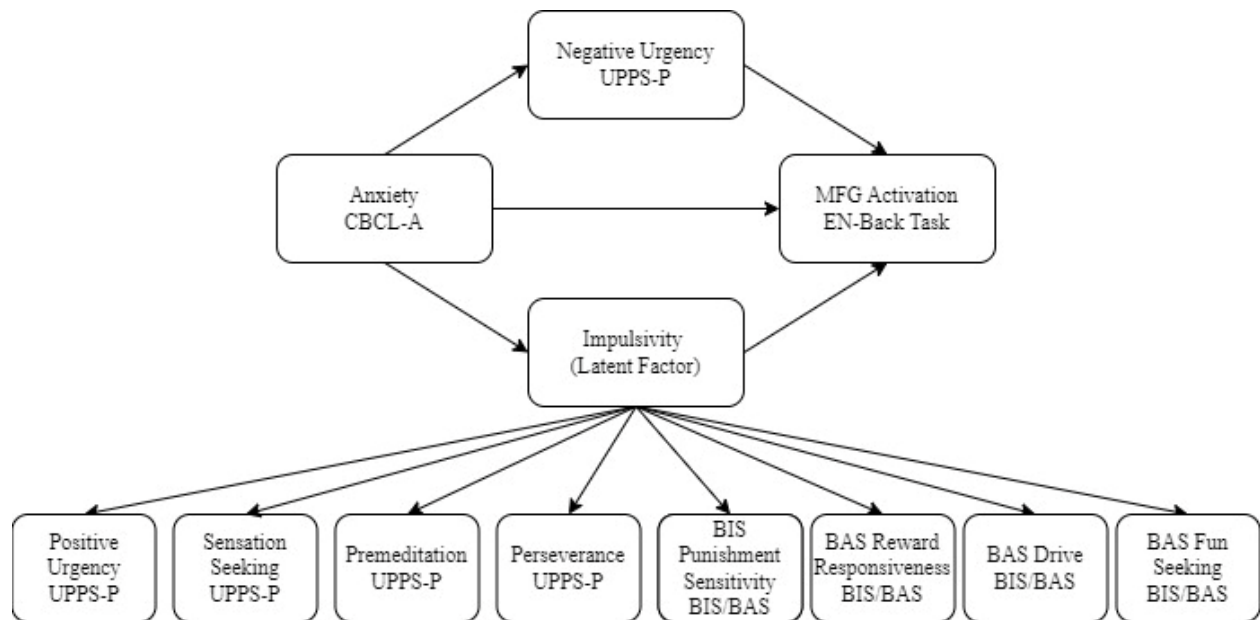 Negative Urgency
UPPS-P
Anxiety
CBCL-A
MFG Activation
EN-Back Task
Impulsivity
(Latent Factor)
Positive
Urgency
UPPS-P
Sensation
Seeking
UPPS-P
Premeditation
UPPS-P
Perseverance
UPPS-P
BIS
Punishment
Sensitivity
BIS/BAS
BAS Reward
Responsiveness
BIS/BAS
BAS Drive
BIS/BAS
BAS Fun
Seeking
BIS/BAS